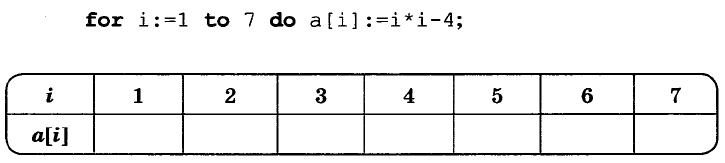 for i:=1 to 7 do a[i]:=i*i-4;
i 1 2 3 4 5 6 7
a[i]